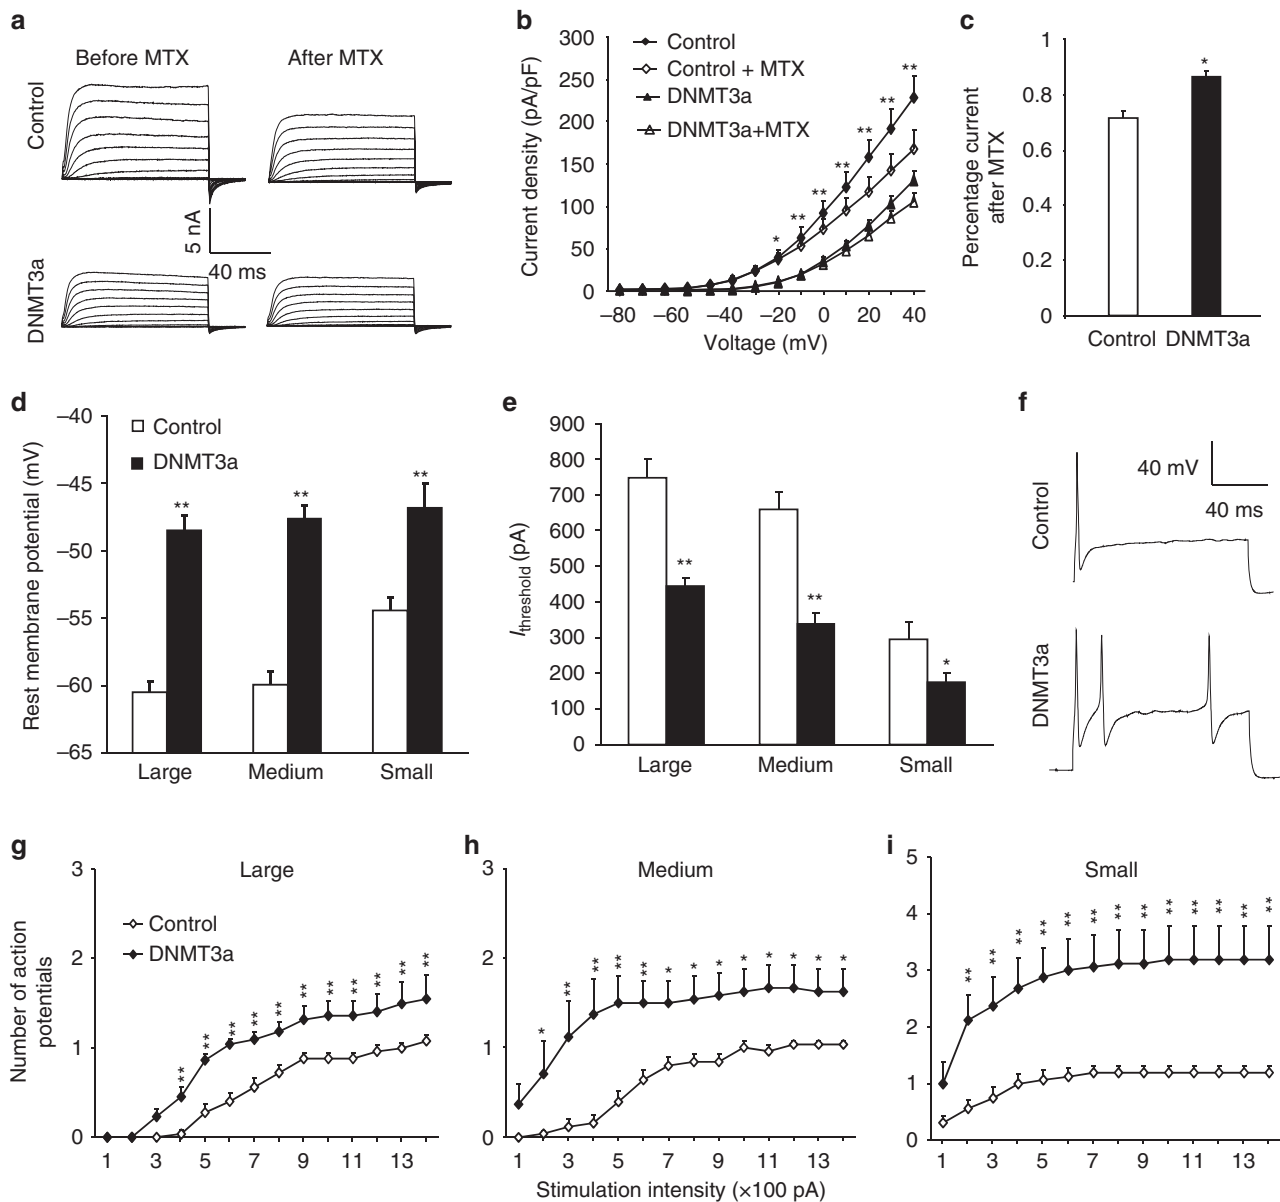 a
Before MTX
After MTX
Control
DNMT3a
5 nA
40 ms
b
300
250
200
150
100
50
0
Current density (pA/pF)
Control
Control + MTX
DNMT3a
DNMT3a+MTX
*
**
**
**
**
**
**
–80 –60 –40 –20 0 20 40
Voltage (mV)
c
1
0.8
0.6
0.4
0.2
0
Percentage current
after MTX
*
Control DNMT3a
d
–40
–45
–50
–55
–60
–65
Rest membrane potential (mV)
Control
DNMT3a
**
**
**
Large Medium Small
e
900
800
700
600
500
400
300
200
100
0
Ithreshold (pA)
**
**
*
Large Medium Small
f
Control
DNMT3a
40 mV
40 ms
g
Large
3
2
1
0
Number of action
potentials
Control
DNMT3a
** ** ** ** ** ** ** ** ** ** **
1 3 5 7 9 11 13
h
Medium
3
2
1
0
* ** ** ** ** * * * * * * * *
1 3 5 7 9 11 13
Stimulation intensity (×100 pA)
i
Small
5
4
3
2
1
0
** ** ** ** ** ** ** ** ** ** ** ** **
1 3 5 7 9 11 13